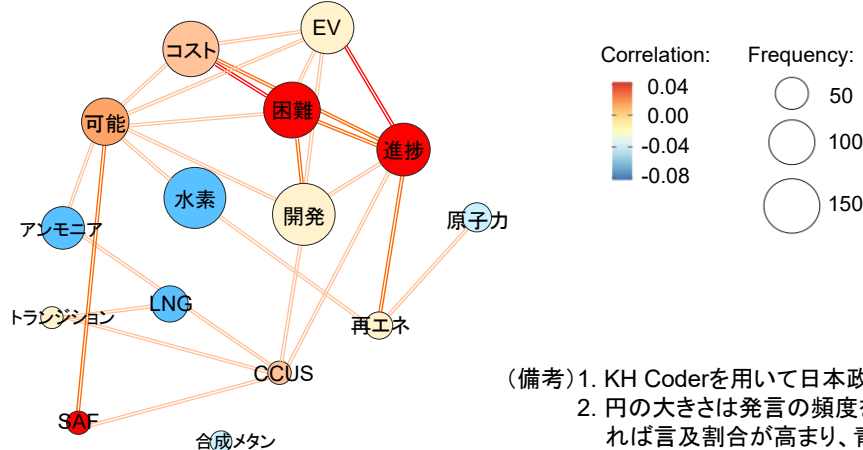 EV
コスト
困難
可能
進捗
水素
開発
アンモニア
原子力
LNG
トランジション
再エネ
CCUS
SAF
合成メタン
Correlation:
0.04
0.00
-0.04
-0.08
Frequency:
50
100
150
（備考）1. KH Coderを用いて日本政
2. 円の大きさは発言の頻度を
れば言及割合が高まり、青